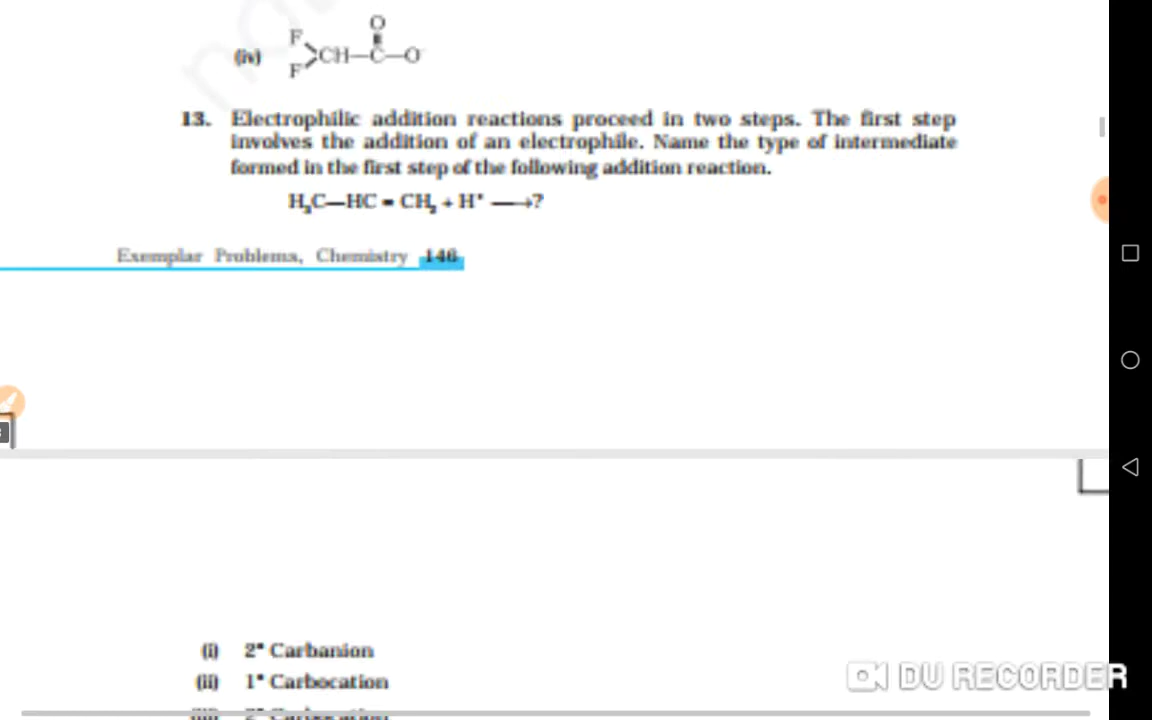 O
F
(iv) CH—C—O
F
13. Electrophilic addition reactions proceed in two steps. The first step
involves the addition of an electrophile. Name the type of intermediate
formed in the first step of the following addition reaction.
H₃C—HC = CH₂ + H⁺ ⟶?
Exemplar Problems, Chemistry 146
(i) 2° Carbanion
(ii) 1° Carbocation
DU RECORDER